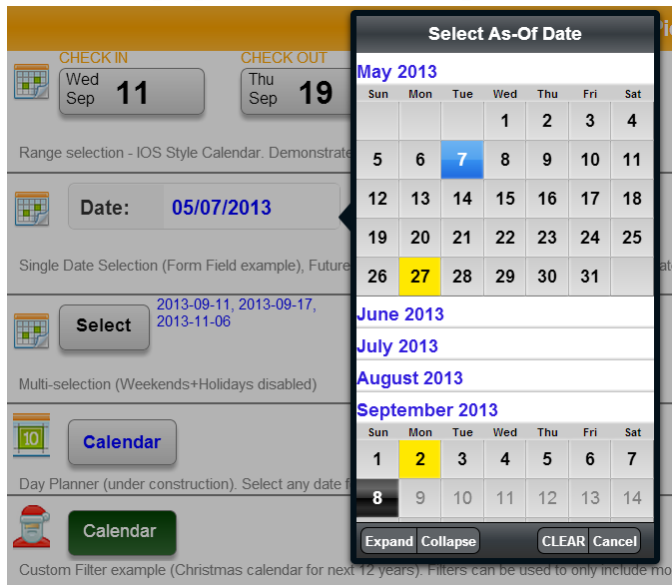 Select As-Of Date
CHECK IN
CHECK OUT
Wed
Sep 11
Thu
Sep 19
Range selection - IOS Style Calendar. Demonstrate
Date: 05/07/2013
Single Date Selection (Form Field example), Future
Select
2013-09-11, 2013-09-17,
2013-11-06
Multi-selection (Weekends+Holidays disabled)
10
Calendar
Day Planner (under construction). Select any date f
Calendar
May 2013
Sun Mon Tue Wed Thu Fri Sat
1 2 3 4
5 6 7 8 9 10 11
12 13 14 15 16 17 18
19 20 21 22 23 24 25
26 27 28 29 30 31
June 2013
July 2013
August 2013
September 2013
Sun Mon Tue Wed Thu Fri Sat
1 2 3 4 5 6 7
8 9 10 11 12 13 14
Expand Collapse CLEAR Cancel
Custom Filter example (Christmas calendar for next 12 years). Filters can be used to only include mo